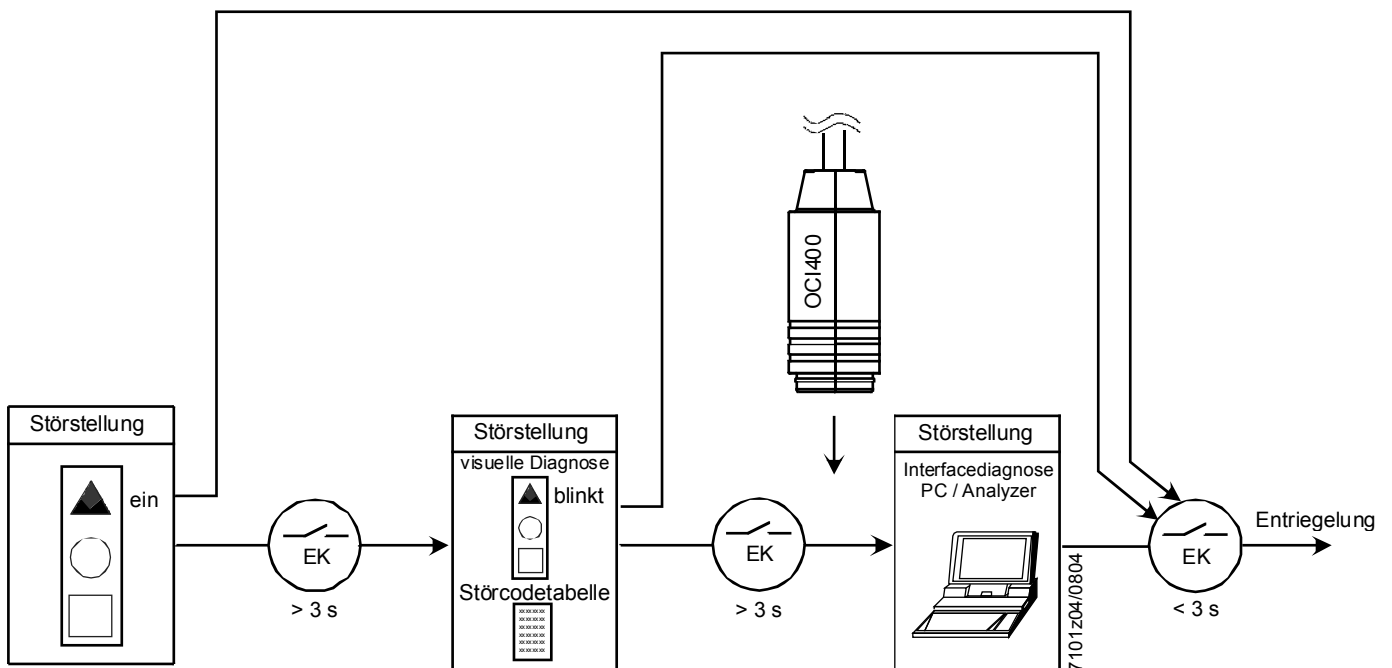 OCI400
Störstellung
ein
EK
> 3 s
Störstellung
visuelle Diagnose
blinkt
Störcodetabelle
EK
> 3 s
Störstellung
Interfacediagnose
PC / Analyzer
7101z04/0804
EK
< 3 s
Entriegelung